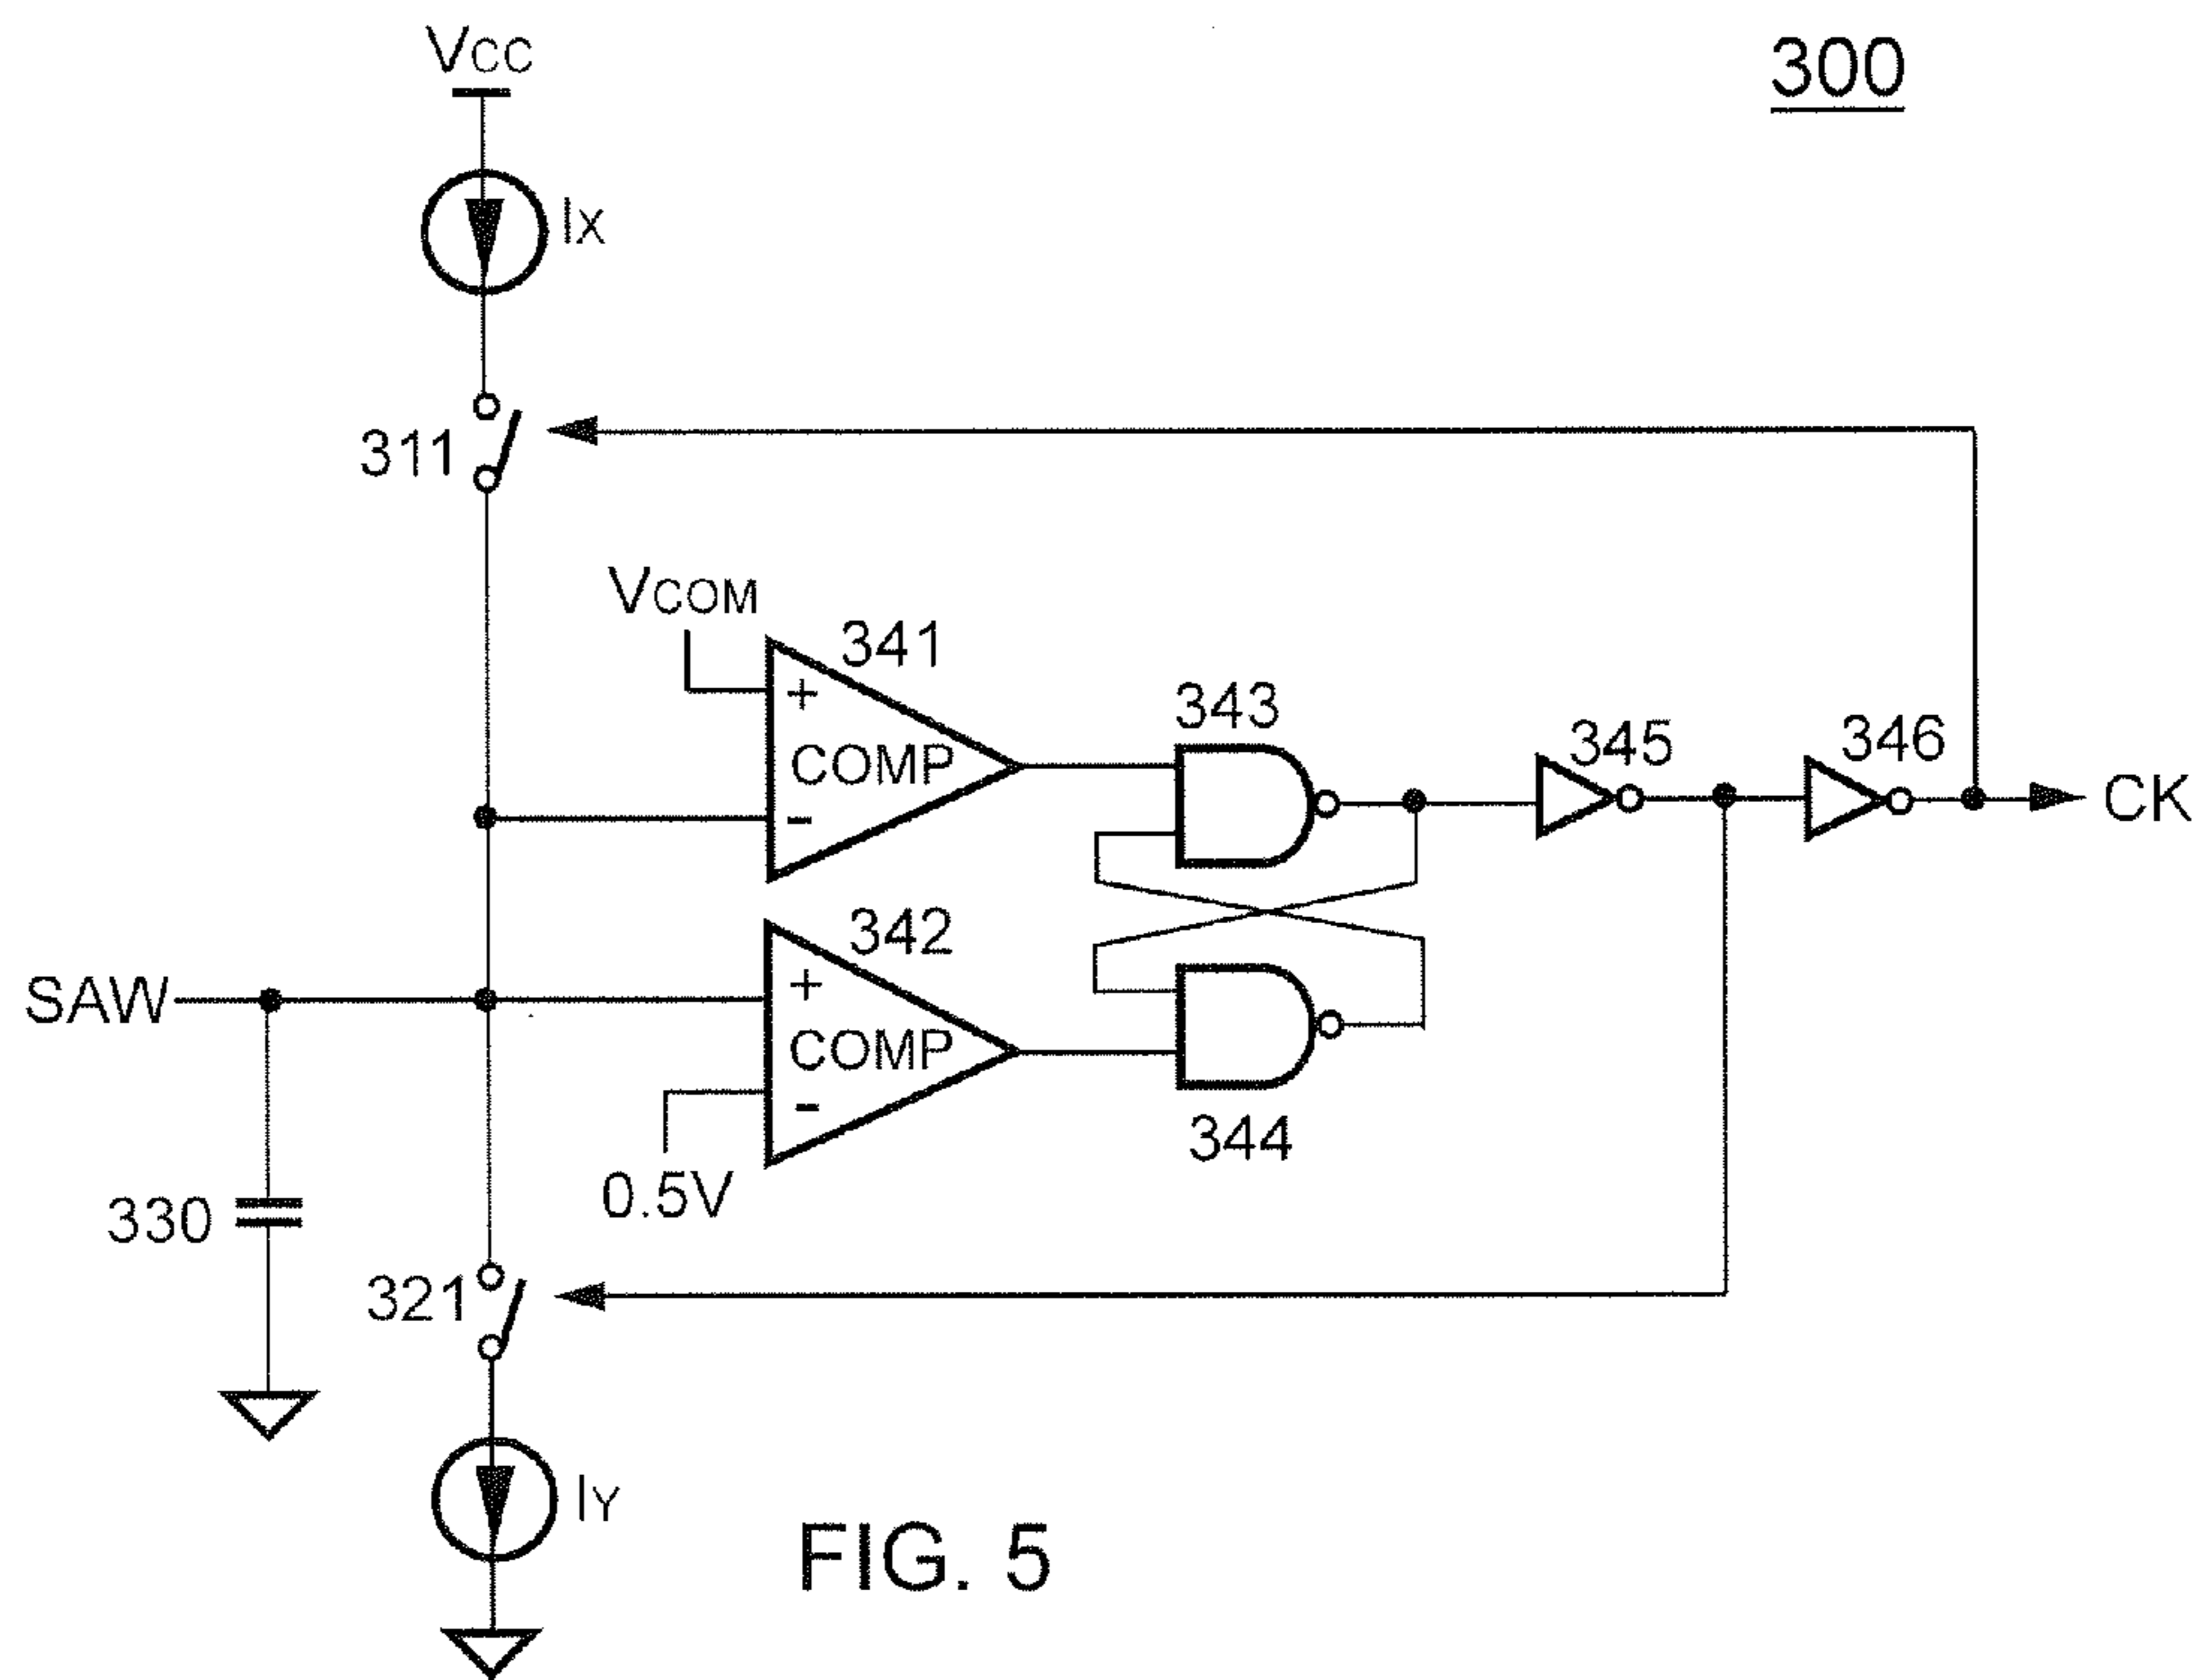 VCC
300
IX
311
VCOM
341
+
COMP
-
343
345
346
CK
342
SAW
+
COMP
-
0.5V
344
330
321
IY
FIG. 5